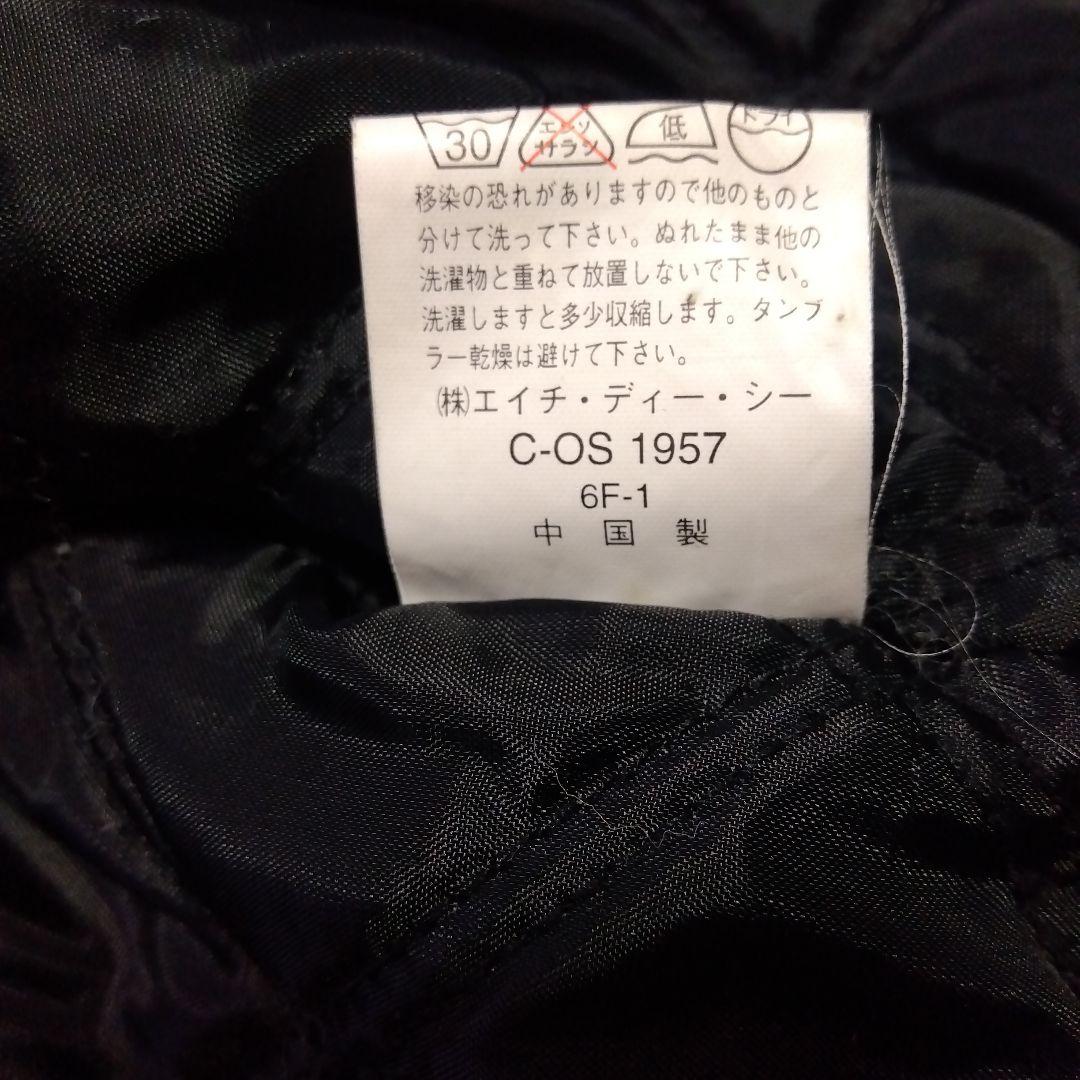 30 エンソ サラシ 低 ドライ
移染の恐れがありますので他のものと
分けて洗って下さい。ぬれたまま他の
洗濯物と重ねて放置しないで下さい。
洗濯しますと多少収縮します。タンブ
ラー乾燥は避けて下さい。
㈱エイチ・ディー・シー
C-OS 1957
6F-1
中国製